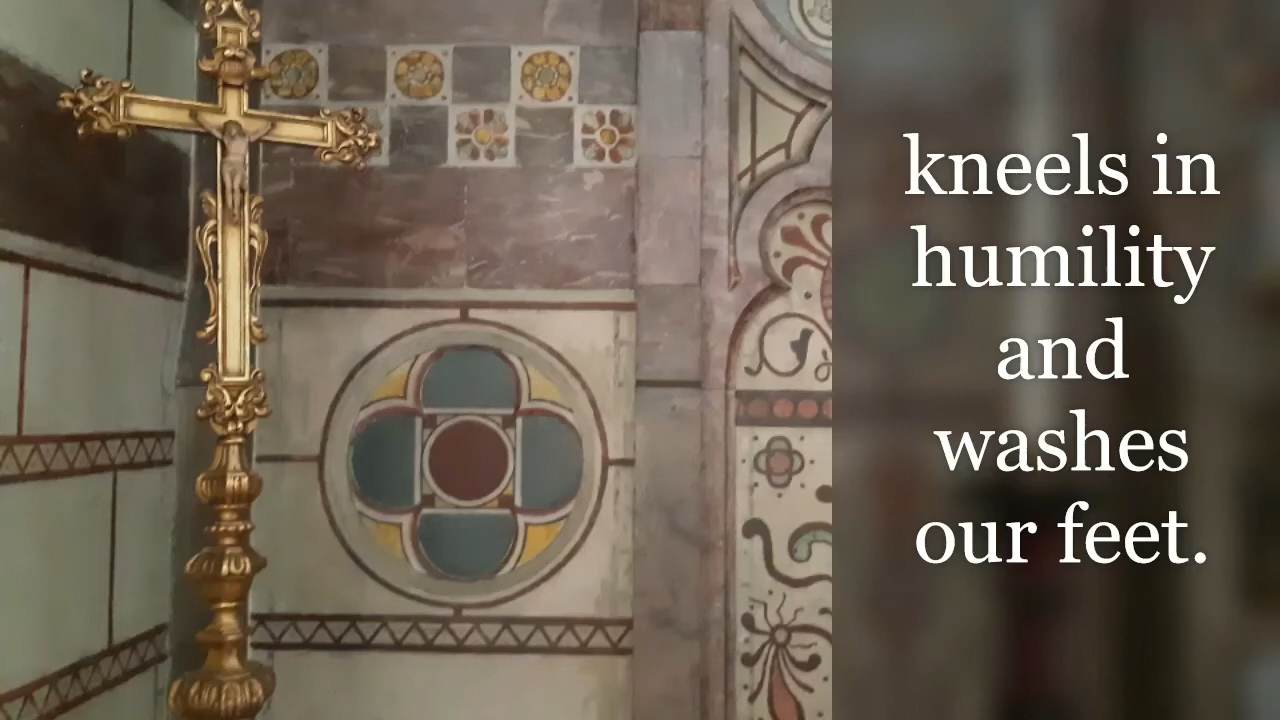 kneels in
humility
and
washes
our feet.